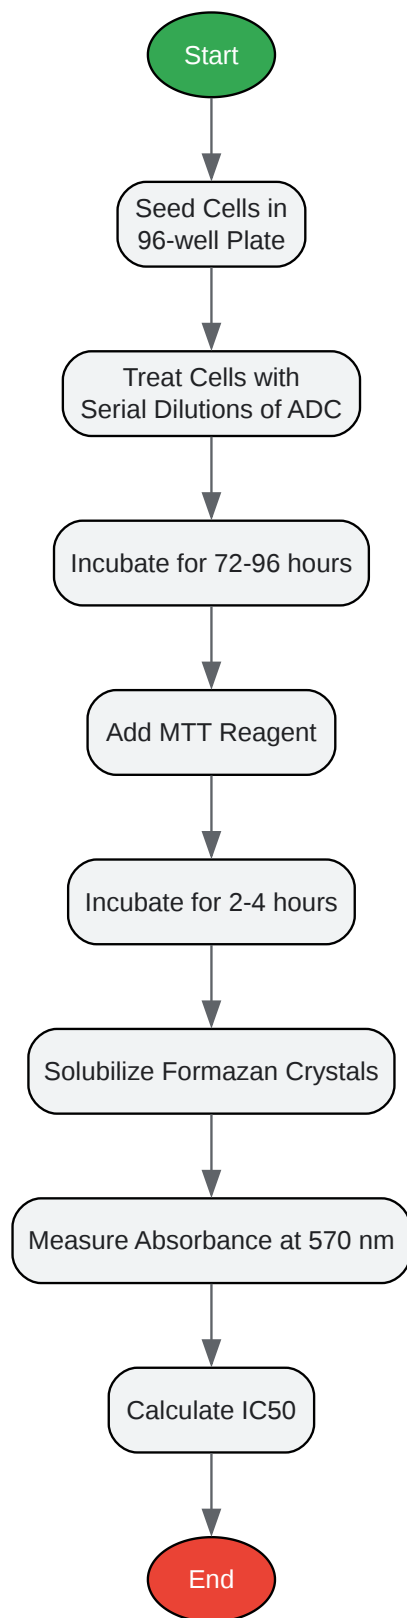 Start
Seed Cells in
96-well Plate
Treat Cells with
Serial Dilutions of ADC
Incubate for 72-96 hours
Add MTT Reagent
Incubate for 2-4 hours
Solubilize Formazan Crystals
Measure Absorbance at 570 nm
Calculate IC50
End